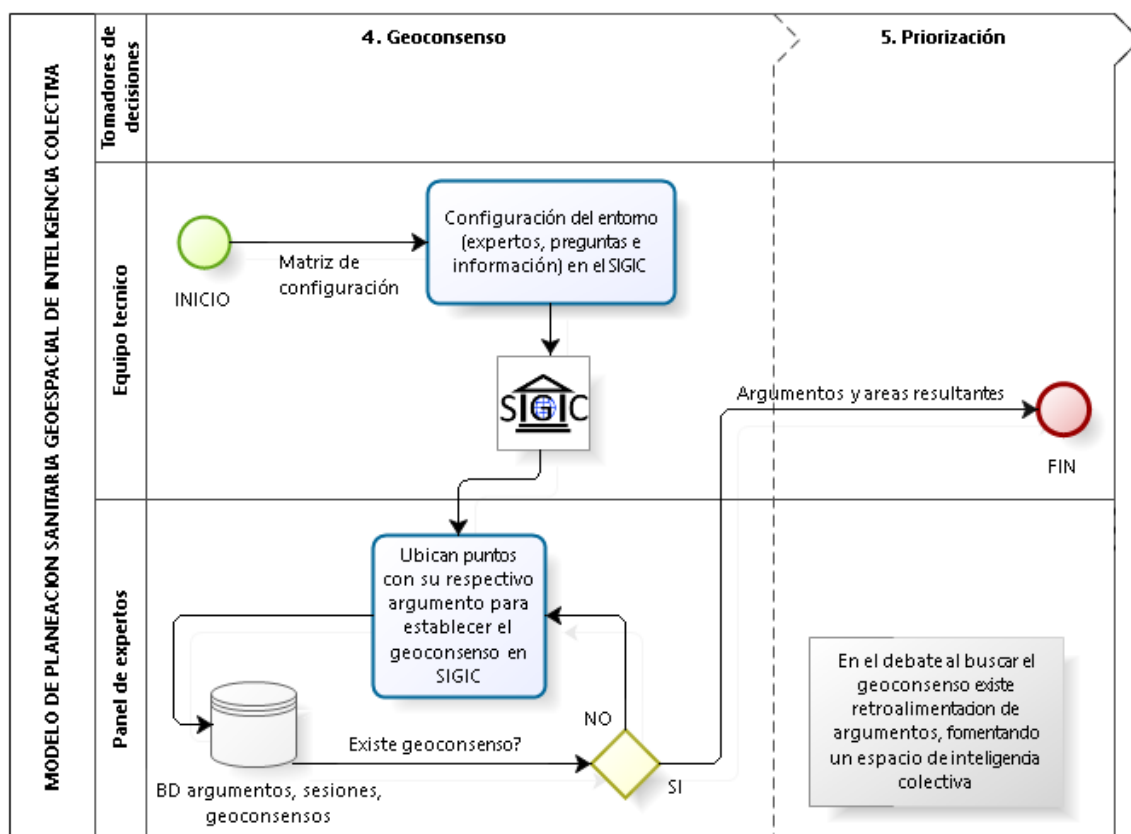 MODELO DE PLANEACION SANITARIA GEOESPACIAL DE INTELIGENCIA COLECTIVA
4. Geoconsenso
5. Priorización
Tomadores de
decisiones
Equipo tecnico
INICIO
Matriz de
configuración
Configuración del entorno
(expertos, preguntas e
información) en el SIGIC
SIGIC
Argumentos y areas resultantes
FIN
Panel de expertos
Ubican puntos
con su respectivo
argumento para
establecer el
geoconsenso en
SIGIC
BD argumentos, sesiones,
geoconsensos
Existe geoconsenso?
NO
SI
En el debate al buscar el
geoconsenso existe
retroalimentacion de
argumentos, fomentando
un espacio de inteligencia
colectiva